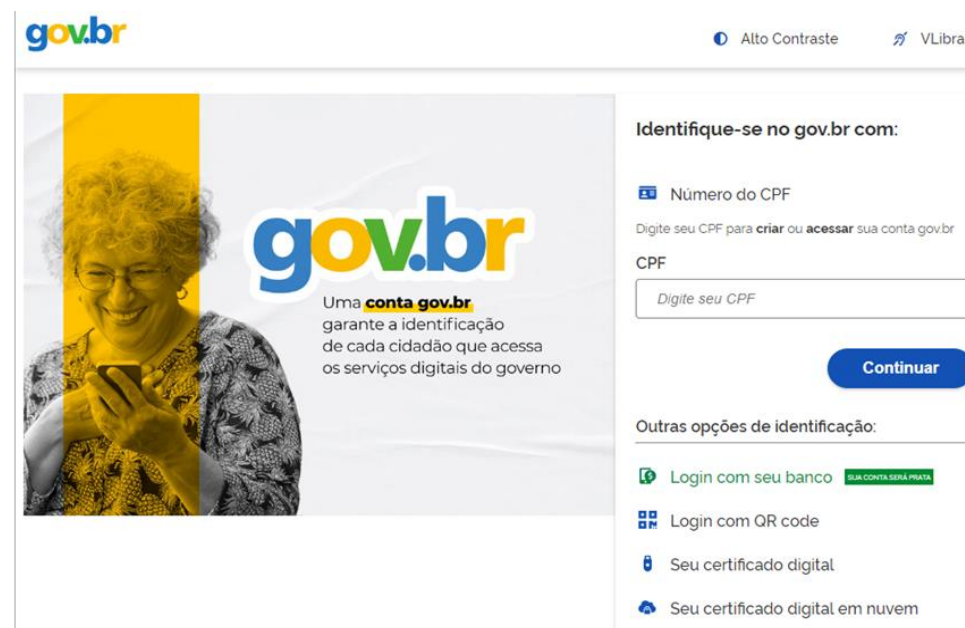 gov.br
Alto Contraste
VLibra
gov.br
Uma conta gov.br
garante a identificação
de cada cidadão que acessa
os serviços digitais do governo
Identifique-se no gov.br com:
Número do CPF
Digite seu CPF para criar ou acessar sua conta gov.br
CPF
Digite seu CPF
Continuar
Outras opções de identificação:
Login com seu banco SUA CONTA SERÁ PRATA
Login com QR code
Seu certificado digital
Seu certificado digital em nuvem